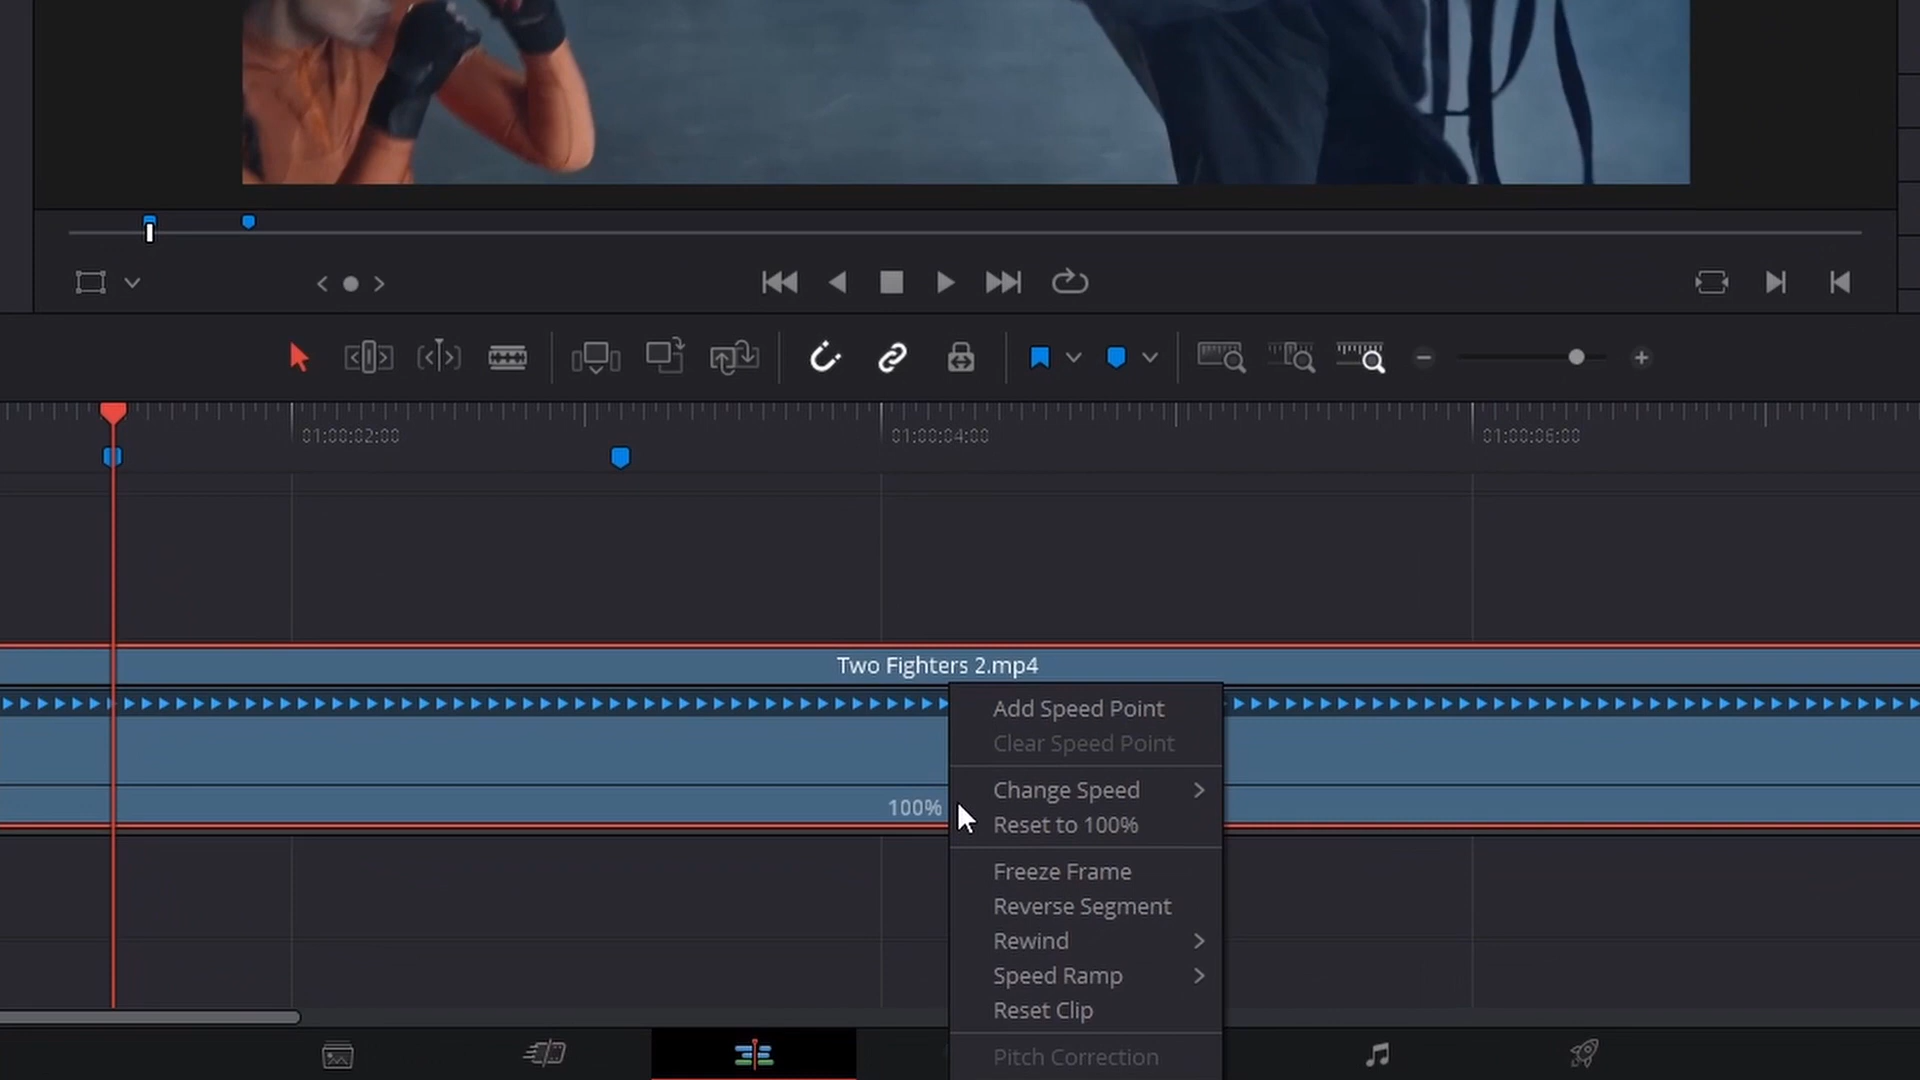 01:00:02:00
01:00:04:00
01:00:06:00
Two Fighters 2.mp4
Add Speed Point
Clear Speed Point
Change Speed
100%
Reset to 100%
Freeze Frame
Reverse Segment
Rewind
Speed Ramp
Reset Clip
Pitch Correction